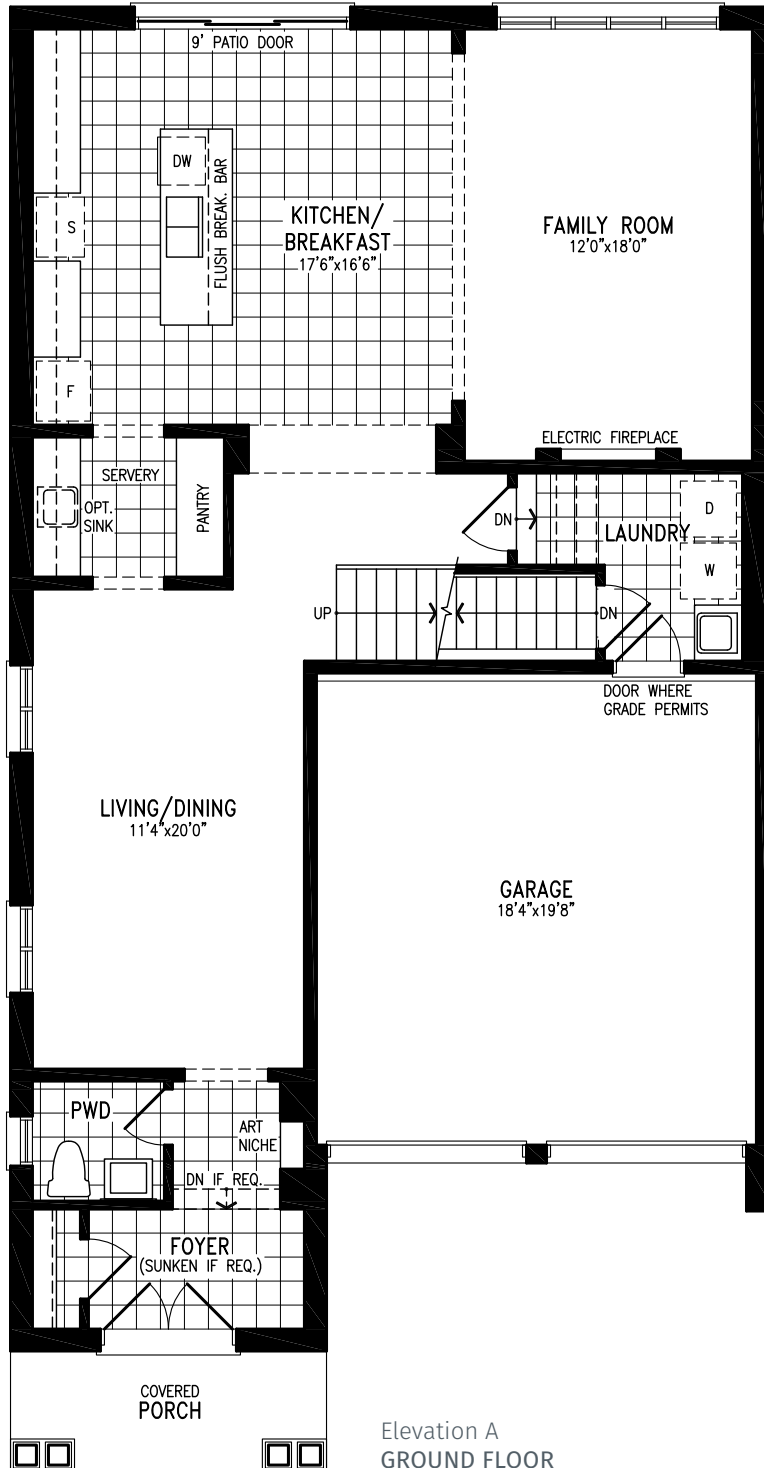 9' PATIO DOOR
DW
FLUSH BREAK. BAR
S
KITCHEN/
BREAKFAST
17'6"x16'6"
FAMILY ROOM
12'0"x18'0"
F
ELECTRIC FIREPLACE
SERVERY
OPT.
SINK
PANTRY
DN
LAUNDRY
D
W
UP
DN
DOOR WHERE
GRADE PERMITS
LIVING/DINING
11'4"x20'0"
GARAGE
18'4"x19'8"
PWD
ART
NICHE
DN IF REQ.
FOYER
(SUNKEN IF REQ.)
COVERED
PORCH
Elevation A
GROUND FLOOR